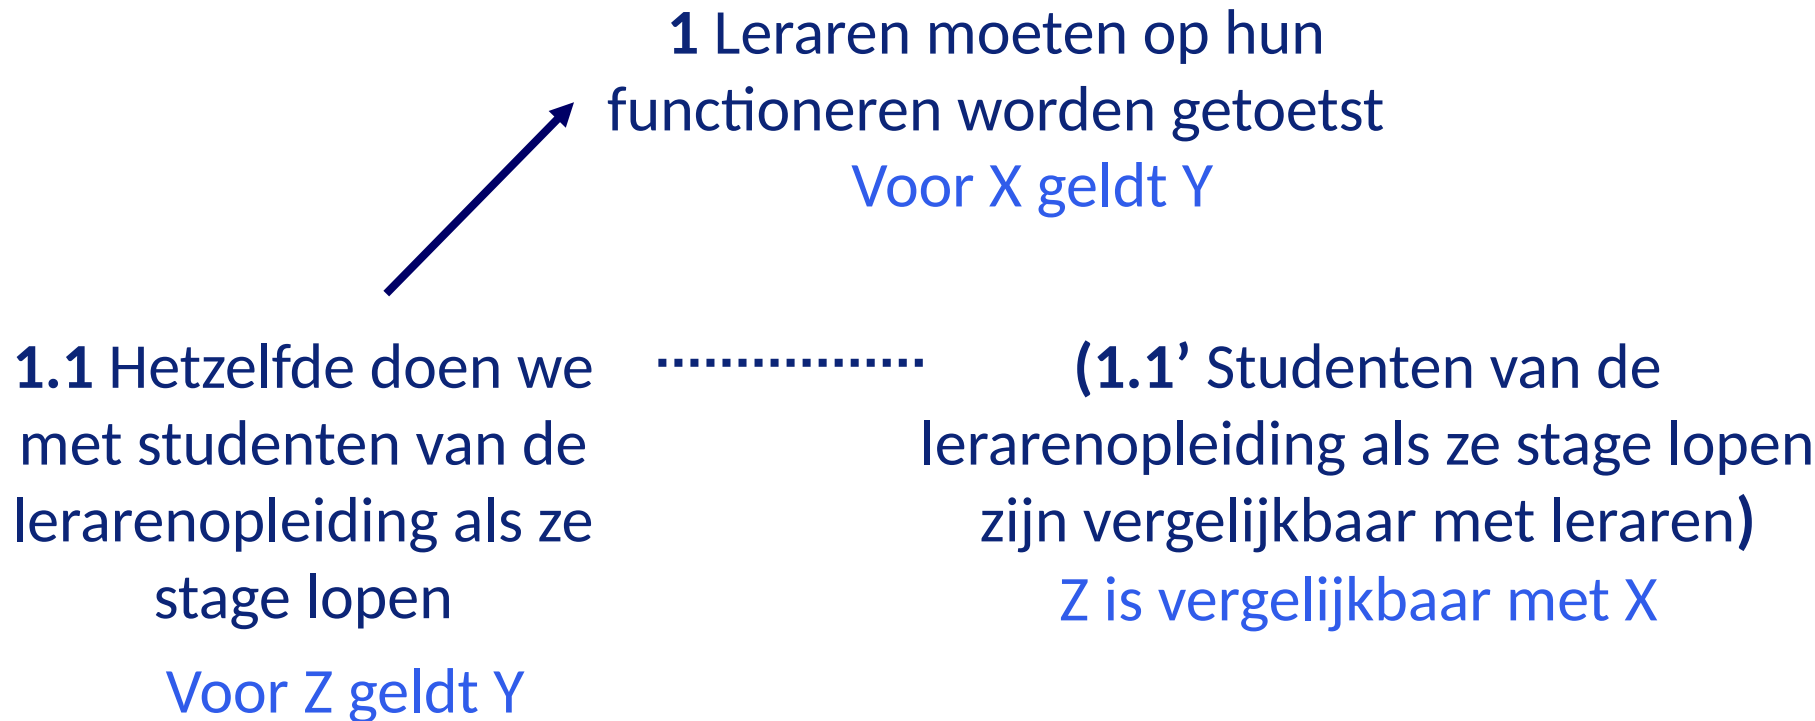 1 Leraren moeten op hun
functioneren worden getoetst
Voor X geldt Y
1.1 Hetzelfde doen we
met studenten van de
lerarenopleiding als ze
stage lopen
Voor Z geldt Y
(1.1’ Studenten van de
lerarenopleiding als ze stage lopen
zijn vergelijkbaar met leraren)
Z is vergelijkbaar met X